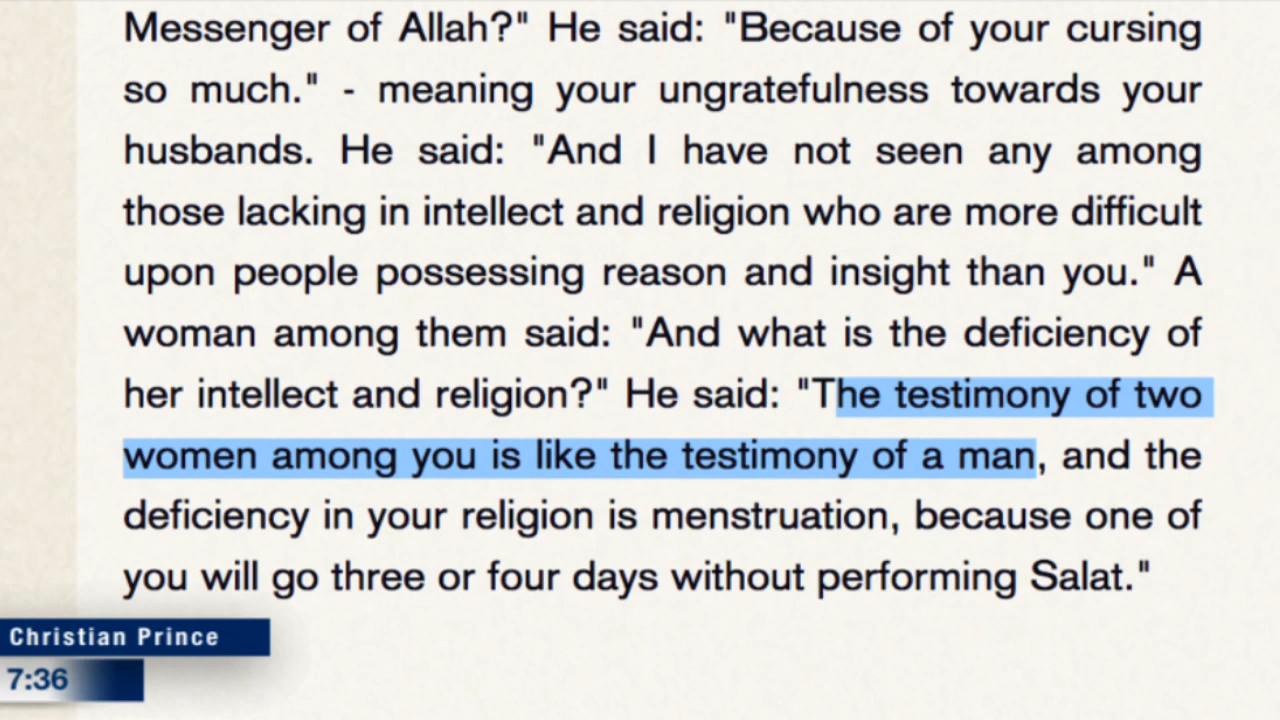 Messenger of Allah?" He said: "Because of your cursing
so much." - meaning your ungratefulness towards your
husbands. He said: "And I have not seen any among
those lacking in intellect and religion who are more difficult
upon people possessing reason and insight than you." A
woman among them said: "And what is the deficiency of
her intellect and religion?" He said: "The testimony of two
women among you is like the testimony of a man, and the
deficiency in your religion is menstruation, because one of
you will go three or four days without performing Salat."
Christian Prince
7:36